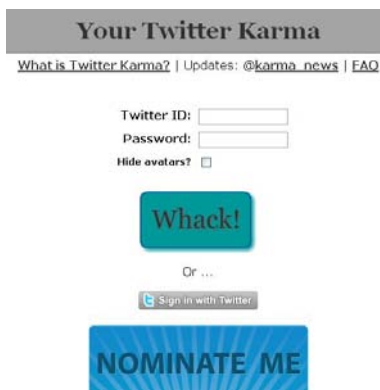 Your Twitter Karma
What is Twitter Karma? | Updates: @karma_news | FAQ
Twitter ID:
Password:
Hide avatars?
Whack!
Or ...
Sign in with Twitter
NOMINATE ME